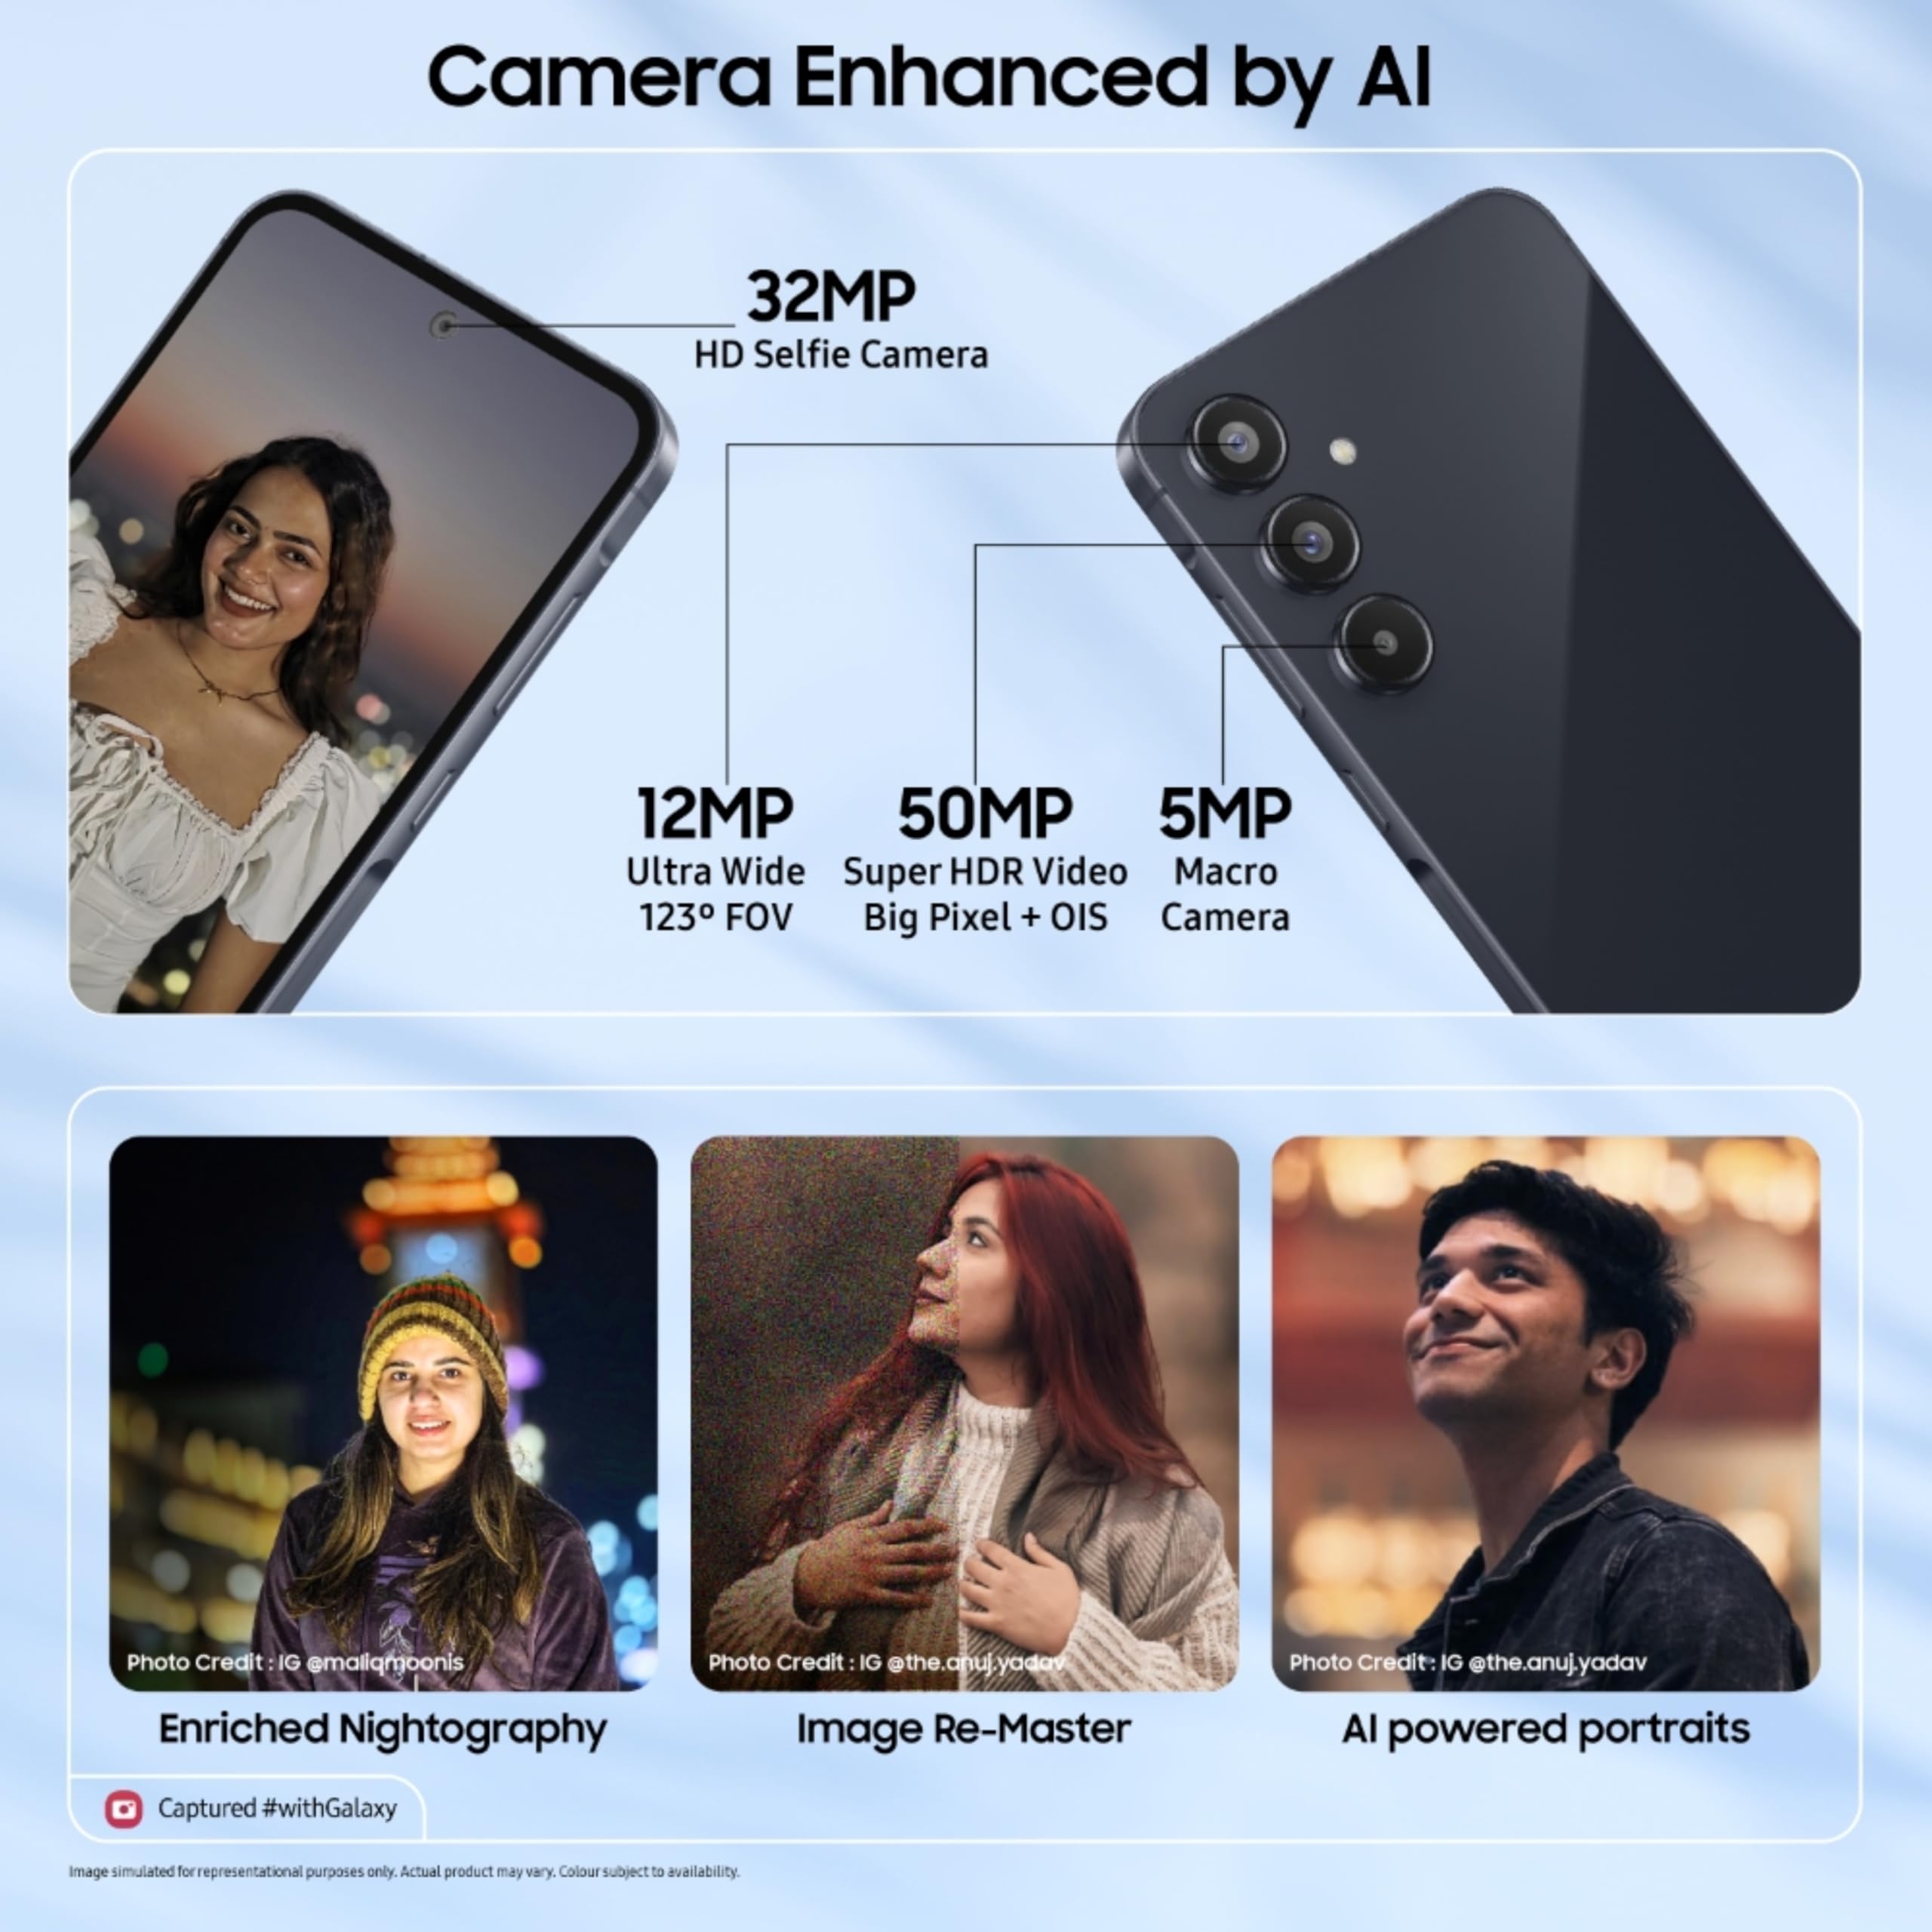 Camera Enhanced by AI
32MP
HD Selfie Camera
12MP
Ultra Wide
123º FOV
50MP
Super HDR Video
Big Pixel + OIS
5MP
Macro
Camera
Photo Credit : IG @maliqmoonis
Enriched Nightography
Photo Credit : IG @the.anuj.yadav
Image Re-Master
Photo Credit : IG @the.anuj.yadav
AI powered portraits
Captured #withGalaxy
Image simulated for representational purposes only. Actual product may vary. Colour subject to availability.